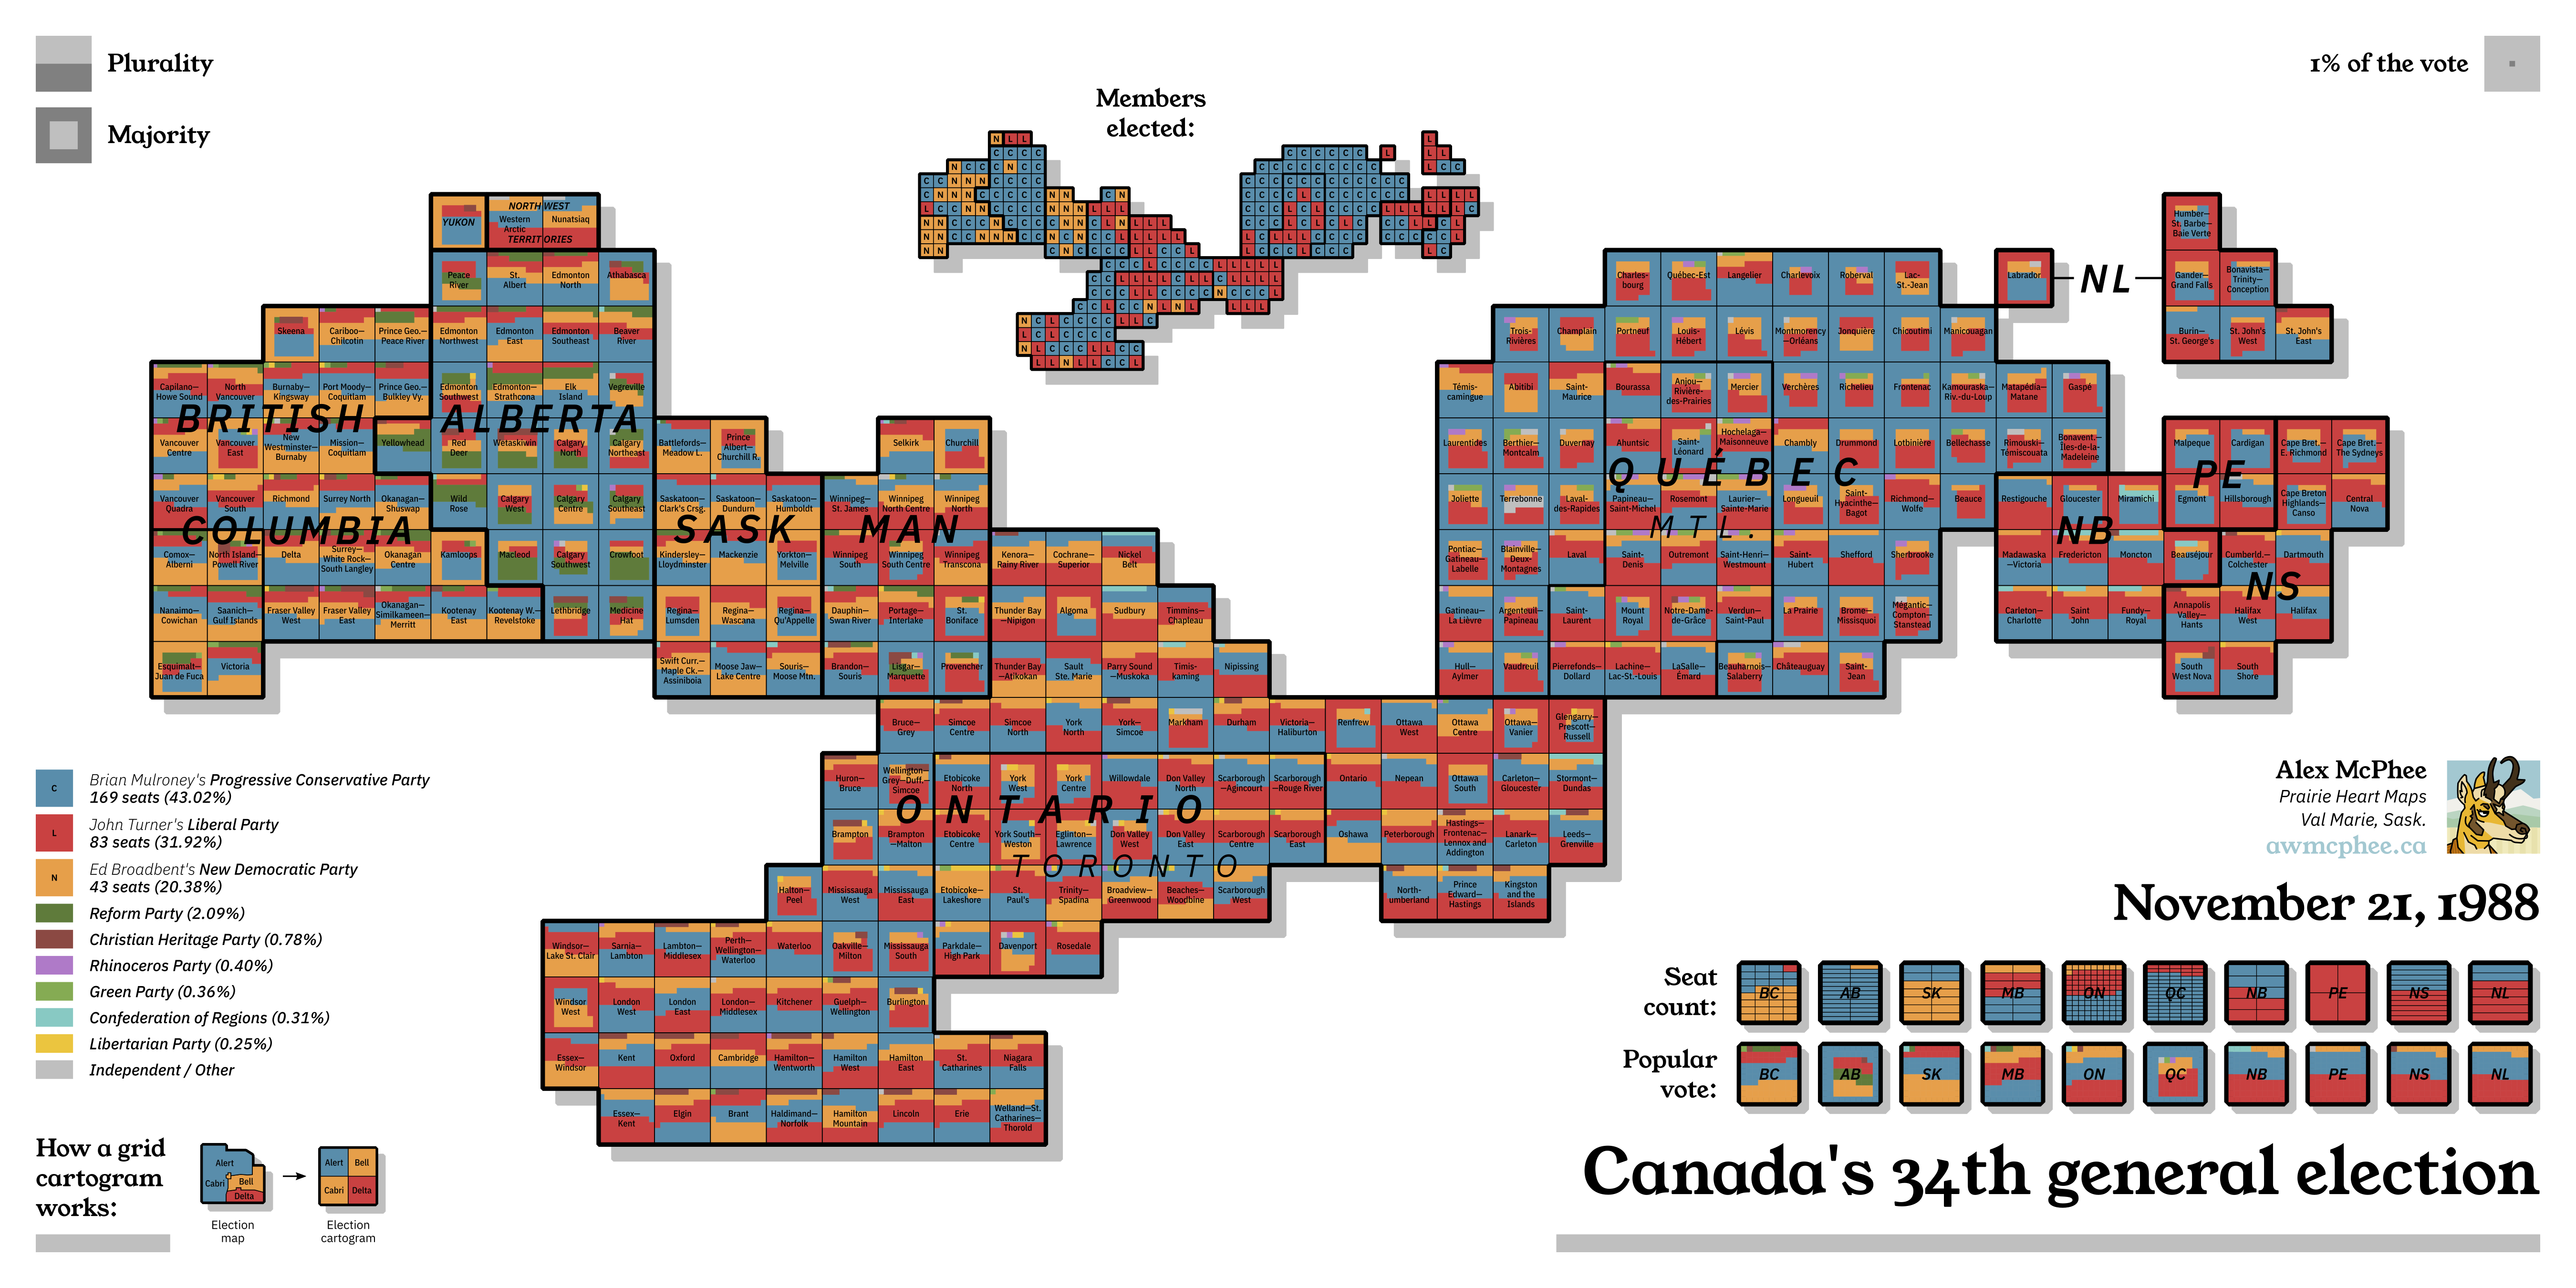 Plurality
Majority
1% of the vote
Members
elected:
YUKON
NORTHWEST
TERRITORIES
Western
Arctic
Nunatsiaq
Peace
River
St.
Albert
Edmonton
North
Athabasca
Skeena
Cariboo—
Chilcotin
Prince Geo.—
Peace River
Edmonton
Northwest
Edmonton
East
Edmonton
Southeast
Beaver
River
Capilano—
Howe Sound
North
Vancouver
Burnaby—
Kingsway
Port Moody—
Coquitlam
Prince Geo.—
Bulkley Vy.
Edmonton
Southwest
Edmonton—
Strathcona
Elk
Island
Vegreville
BRITISH
COLUMBIA
ALBERTA
Vancouver
Centre
Vancouver
East
New
Westminster—
Burnaby
Mission—
Coquitlam
Yellowhead
Red
Deer
Wetaskiwin
Calgary
North
Calgary
Northeast
Vancouver
Quadra
Vancouver
South
Richmond
Surrey North
Okanagan—
Shuswap
Wild
Rose
Calgary
West
Calgary
Centre
Calgary
Southeast
Comox—
Alberni
North Island—
Powell River
Delta
Surrey—
White Rock—
South Langley
Okanagan
Centre
Kamloops
Macleod
Calgary
Southwest
Crowfoot
Nanaimo—
Cowichan
Saanich—
Gulf Islands
Fraser Valley
West
Fraser Valley
East
Okanagan—
Similkameen—
Merritt
Kootenay
East
Kootenay W.—
Revelstoke
Lethbridge
Medicine
Hat
Esquimalt—
Juan de Fuca
Victoria
SASK
Battlefords—
Meadow L.
Prince
Albert—
Churchill R.
Saskatoon—
Clark's Crsg.
Saskatoon—
Dundurn
Saskatoon—
Humboldt
Kindersley—
Lloydminster
Mackenzie
Yorkton—
Melville
Regina—
Lumsden
Regina—
Wascana
Regina—
Qu'Appelle
Swift Curr.—
Maple Ck.—
Assiniboia
Moose Jaw—
Lake Centre
Souris—
Moose Mtn.
MAN
Selkirk
Churchill
Winnipeg—
St. James
Winnipeg
North Centre
Winnipeg
North
Winnipeg
South
Winnipeg
South Centre
Winnipeg
Transcona
Dauphin—
Swan River
Portage—
Interlake
St.
Boniface
Brandon—
Souris
Lisgar—
Marquette
Provencher
ONTARIO
TORONTO
Kenora—
Rainy River
Cochrane—
Superior
Nickel
Belt
Thunder Bay
—Nipigon
Algoma
Sudbury
Timmins—
Chapleau
Thunder Bay
—Atikokan
Sault
Ste. Marie
Parry Sound
—Muskoka
Timis-
kaming
Nipissing
Bruce—
Grey
Simcoe
Centre
Simcoe
North
York
North
York—
Simcoe
Markham
Durham
Victoria—
Haliburton
Renfrew
Ottawa
West
Ottawa
Centre
Ottawa—
Vanier
Glengarry—
Prescott—
Russell
Huron—
Bruce
Wellington—
Grey—Duff.—
Simcoe
Etobicoke
North
York
West
York
Centre
Willowdale
Don Valley
North
Scarborough
—Agincourt
Scarborough
—Rouge River
Ontario
Nepean
Ottawa
South
Carleton—
Gloucester
Stormont—
Dundas
Brampton
Brampton
—Malton
Etobicoke
Centre
York South—
Weston
Eglinton—
Lawrence
Don Valley
West
Don Valley
East
Scarborough
Centre
Scarborough
East
Oshawa
Peterborough
Hastings—
Frontenac—
Lennox and
Addington
Lanark—
Carleton
Leeds—
Grenville
Halton—
Peel
Mississauga
West
Mississauga
East
Etobicoke—
Lakeshore
St.
Paul's
Trinity—
Spadina
Broadview—
Greenwood
Beaches—
Woodbine
Scarborough
West
North-
umberland
Prince
Edward—
Hastings
Kingston
and the
Islands
Windsor—
Lake St. Clair
Sarnia—
Lambton
Lambton—
Middlesex
Perth—
Wellington—
Waterloo
Waterloo
Oakville—
Milton
Mississauga
South
Parkdale—
High Park
Davenport
Rosedale
Windsor
West
London
West
London
East
London—
Middlesex
Kitchener
Guelph—
Wellington
Burlington
Essex—
Windsor
Kent
Oxford
Cambridge
Hamilton—
Wentworth
Hamilton
West
Hamilton
East
St.
Catharines
Niagara
Falls
Essex—
Kent
Elgin
Brant
Haldimand—
Norfolk
Hamilton
Mountain
Lincoln
Erie
Welland—St.
Catharines—
Thorold
QUÉBEC
MTL.
Charles-
bourg
Québec-Est
Langelier
Charlevoix
Roberval
Lac-
St.-Jean
Trois-
Rivières
Champlain
Portneuf
Louis-
Hébert
Lévis
Montmorency
—Orléans
Jonquière
Chicoutimi
Manicouagan
Témis-
camingue
Abitibi
Saint-
Maurice
Bourassa
Anjou—
Rivière-
des-Prairies
Mercier
Verchères
Richelieu
Frontenac
Kamouraska—
Riv.-du-Loup
Matapédia—
Matane
Gaspé
Laurentides
Berthier—
Montcalm
Duvernay
Ahuntsic
Saint-
Léonard
Hochelaga—
Maisonneuve
Chambly
Drummond
Lotbinière
Bellechasse
Rimouski—
Témiscouata
Bonavent.—
Îles-de-la-
Madeleine
Joliette
Terrebonne
Laval-
des-Rapides
Papineau—
Saint-Michel
Rosemont
Laurier—
Sainte-Marie
Longueuil
Saint-
Hyacinthe—
Bagot
Richmond—
Wolfe
Beauce
Pontiac—
Gatineau—
Labelle
Blainville—
Deux-
Montagnes
Laval
Saint-
Denis
Outremont
Saint-Henri—
Westmount
Saint-
Hubert
Shefford
Sherbrooke
Gatineau—
La Lièvre
Argenteuil—
Papineau
Saint-
Laurent
Mount
Royal
Notre-Dame-
de-Grâce
Verdun—
Saint-Paul
La Prairie
Brome—
Missisquoi
Mégantic—
Compton—
Stanstead
Hull—
Aylmer
Vaudreuil
Pierrefonds—
Dollard
Lachine—
Lac-St.-Louis
LaSalle—
Émard
Beauharnois—
Salaberry
Châteauguay
Saint-
Jean
NL
Labrador
Humber—
St. Barbe—
Baie Verte
Gander—
Grand Falls
Bonavista—
Trinity—
Conception
Burin—
St. George's
St. John's
West
St. John's
East
PE
Malpeque
Cardigan
Egmont
Hillsborough
NB
Restigouche
Gloucester
Miramichi
Madawaska
—Victoria
Fredericton
Moncton
Beauséjour
Carleton—
Charlotte
Saint
John
Fundy—
Royal
NS
Cape Bret.—
E. Richmond
Cape Bret.—
The Sydneys
Cape Breton
Highlands—
Canso
Central
Nova
Cumberld.—
Colchester
Dartmouth
Annapolis
Valley—
Hants
Halifax
West
Halifax
South
West Nova
South
Shore
C
Brian Mulroney's Progressive Conservative Party
169 seats (43.02%)
L
John Turner's Liberal Party
83 seats (31.92%)
N
Ed Broadbent's New Democratic Party
43 seats (20.38%)
Reform Party (2.09%)
Christian Heritage Party (0.78%)
Rhinoceros Party (0.40%)
Green Party (0.36%)
Confederation of Regions (0.31%)
Libertarian Party (0.25%)
Independent / Other
How a grid
cartogram
works:
Alert
Cabri
Bell
Delta
Election
map
Alert
Bell
Cabri
Delta
Election
cartogram
Alex McPhee
Prairie Heart Maps
Val Marie, Sask.
awmcphee.ca
November 21, 1988
Seat
count:
BC AB SK MB ON QC NB PE NS NL
Popular
vote:
BC AB SK MB ON QC NB PE NS NL
Canada's 34th general election